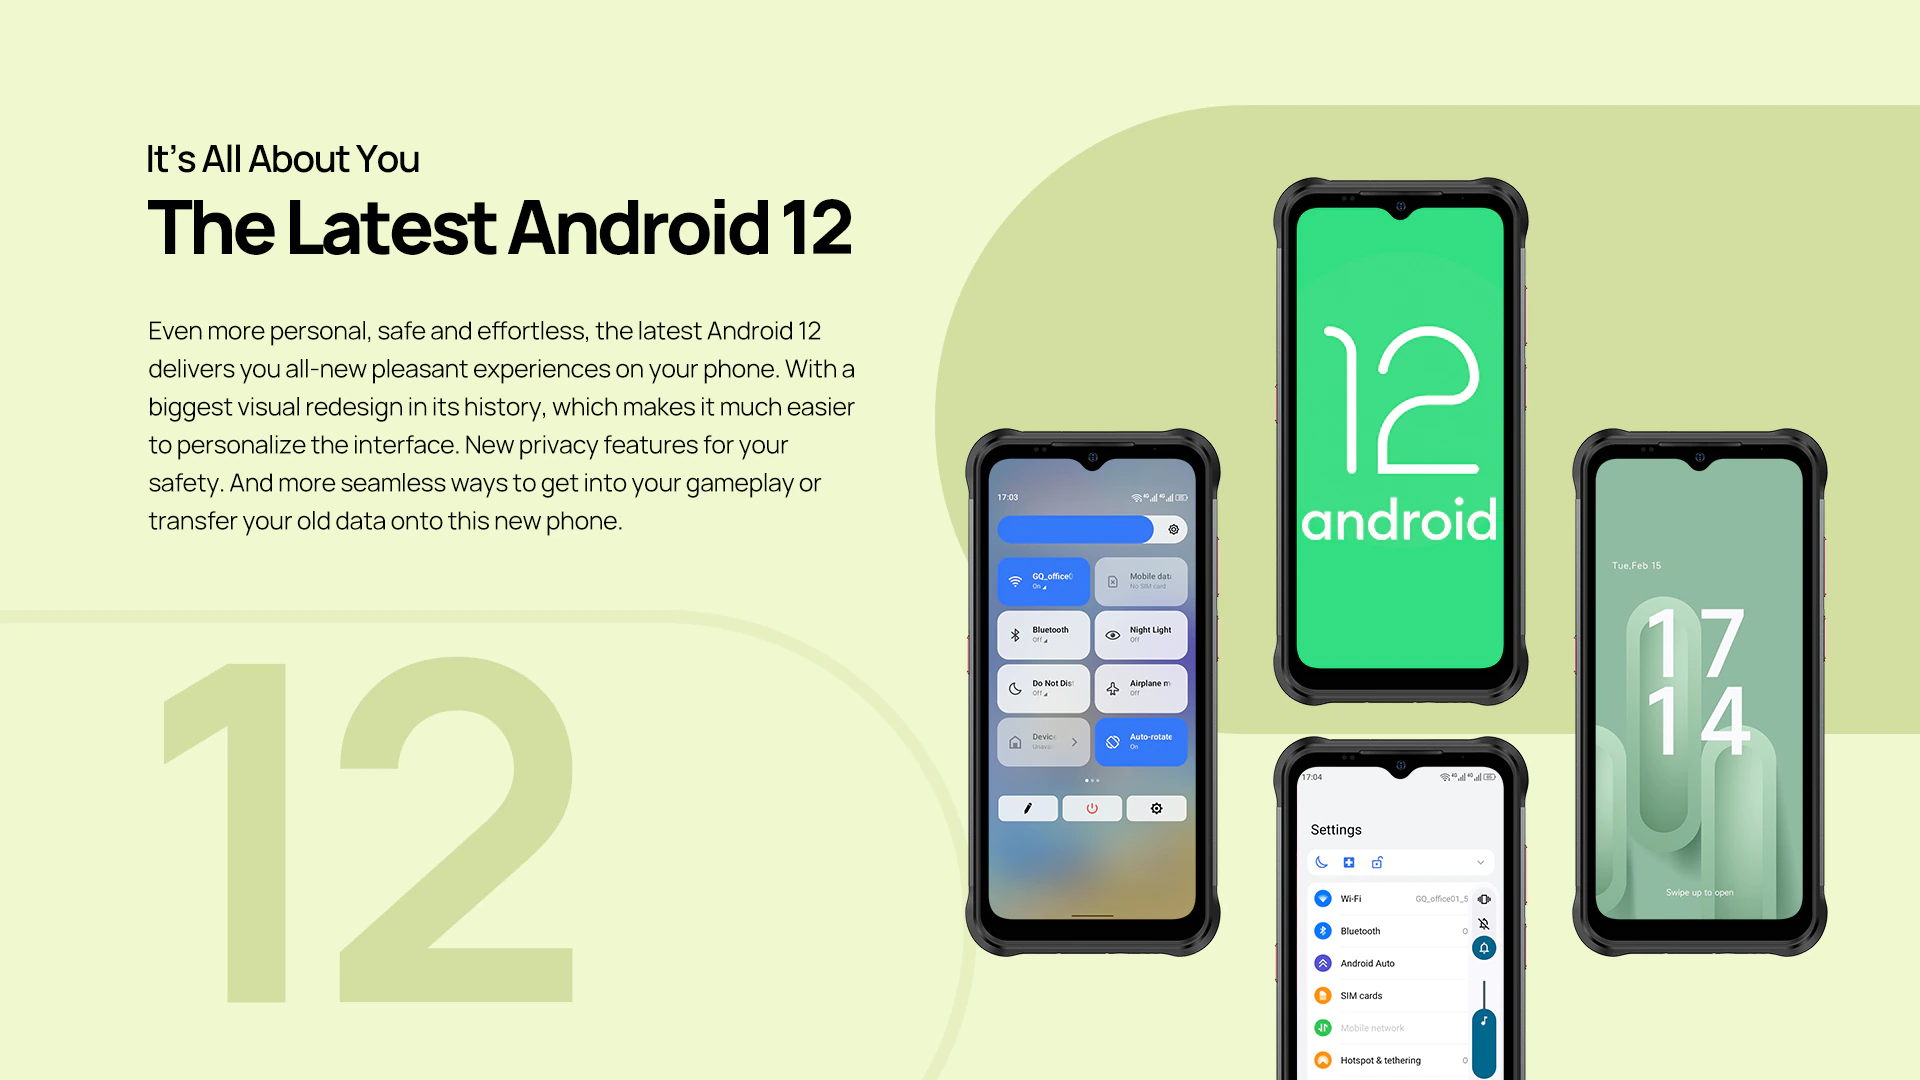 It's All About You
The Latest Android 12
Even more personal, safe and effortless, the latest Android 12
delivers you all-new pleasant experiences on your phone. With a
biggest visual redesign in its history, which makes it much easier
to personalize the interface. New privacy features for your
safety. And more seamless ways to get into your gameplay or
transfer your old data onto this new phone.
12
12
android
17:03
GQ_office0
On
Mobile data
No SIM card
Bluetooth
Off
Night Light
Off
Do Not Dis
Off
Airplane m
Off
Device
Unavai
Auto-rotate
On
Tue,Feb 15
17
14
Swipe up to open
17:04
Settings
Wi-Fi
GQ_office01_5
Bluetooth
O
Android Auto
SIM cards
Mobile network
Hotspot & tethering
O